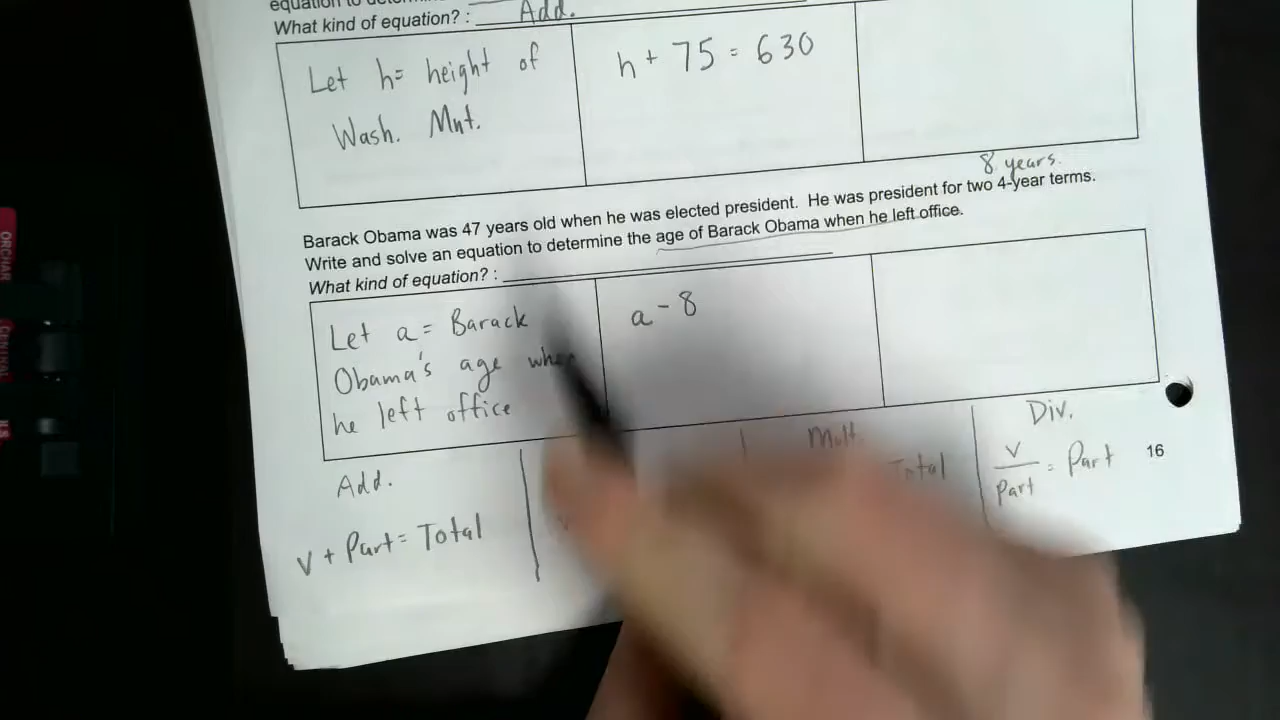 What kind of equation? : Add.
Let h= height of
Wash. Mnt.
h + 75 = 630
8 years.
Barack Obama was 47 years old when he was elected president. He was president for two 4-year terms.
Write and solve an equation to determine the age of Barack Obama when he left office.
What kind of equation? :
Let a = Barack
Obama's age when
he left office
a - 8
Add.
V + Part = Total
Mult
Total
Div.
V
Part
= Part
16